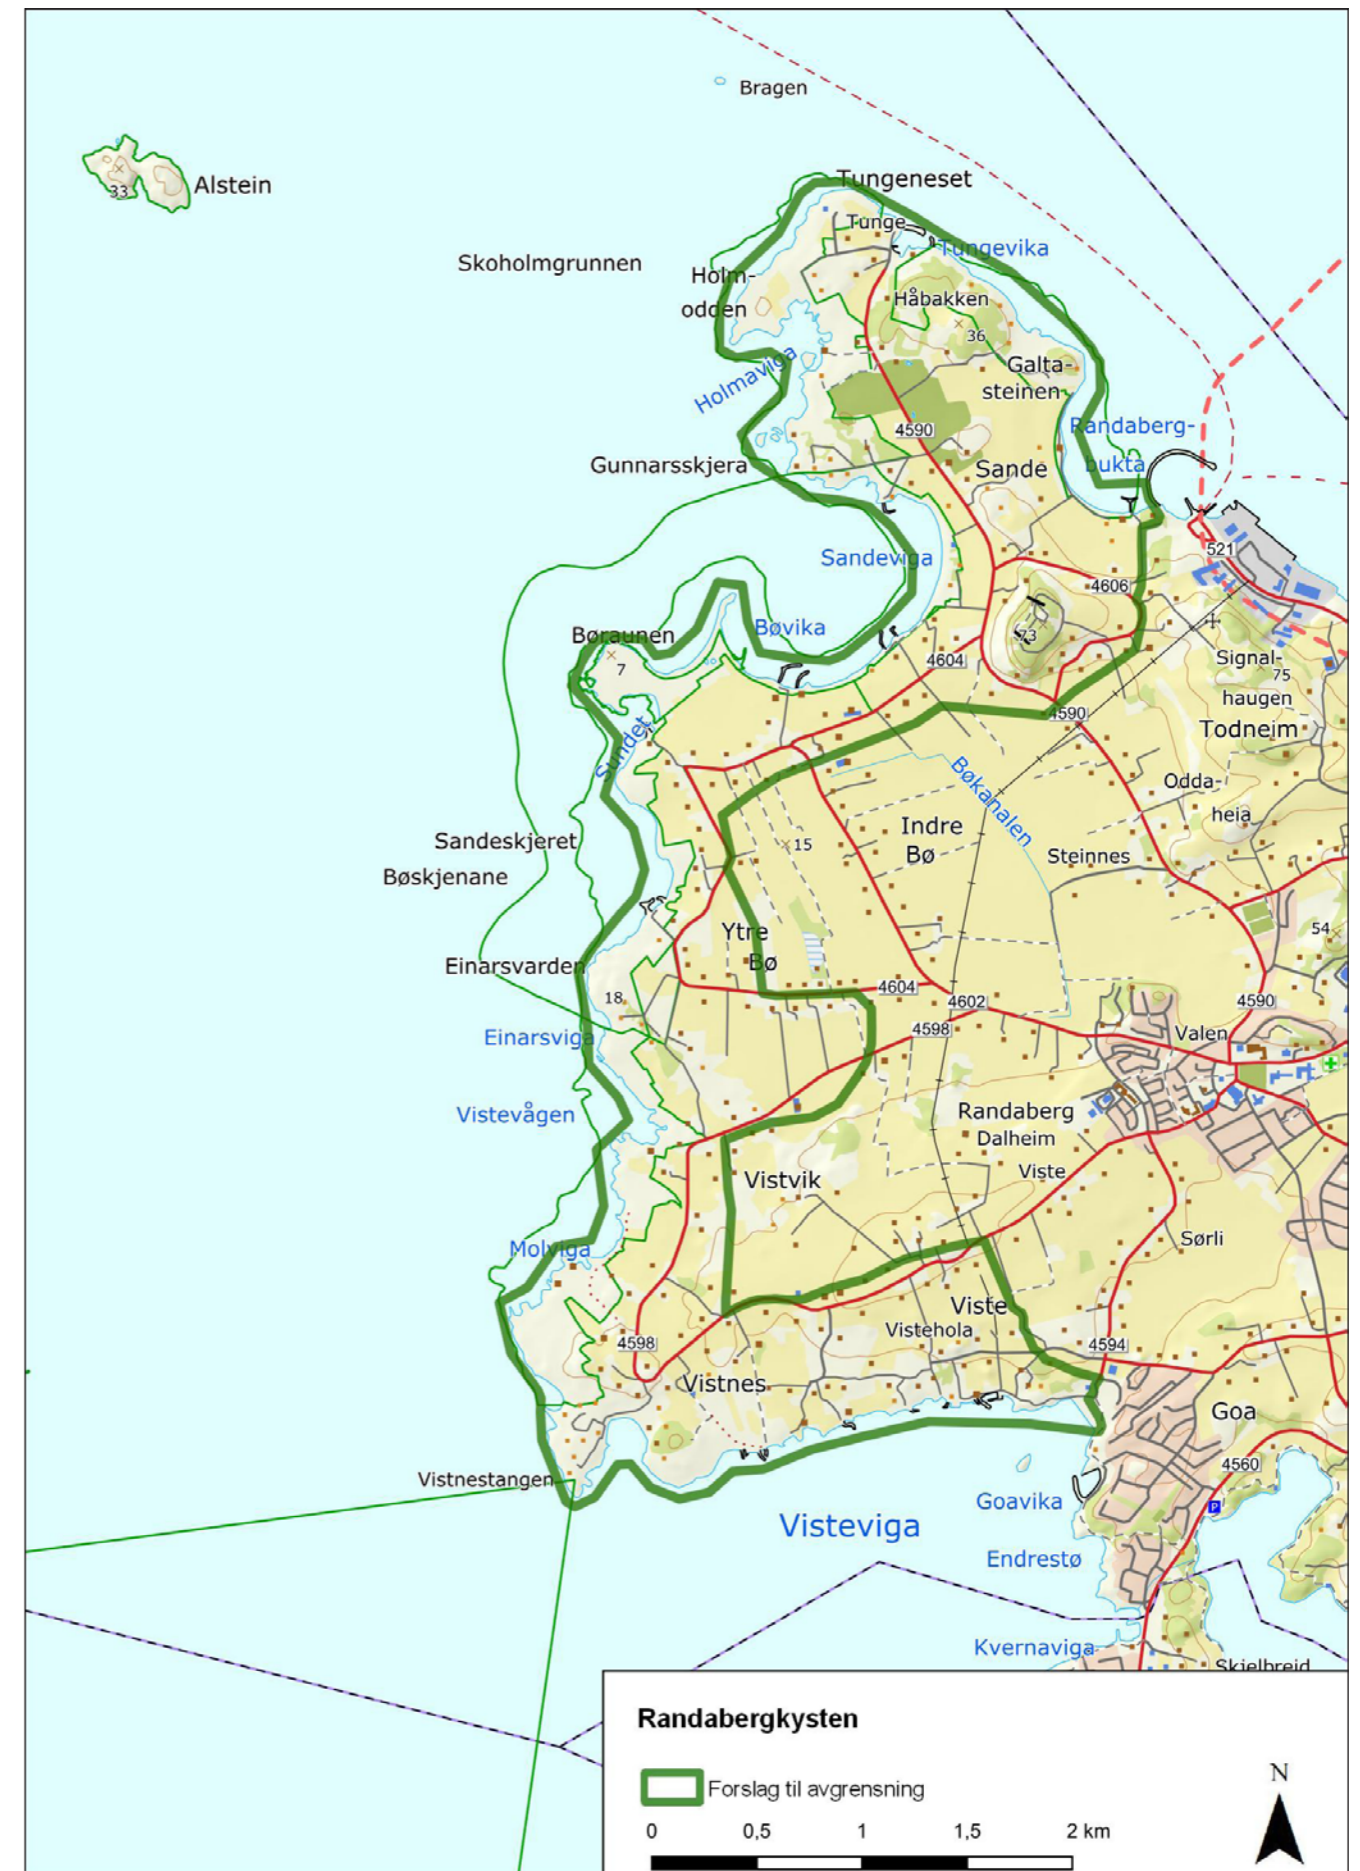 Bragen
Alstein
33
Tungeneset
Tunge
Tungevika
Skoholmgrunnen
Holm-
odden
Håbakken
36
Galta-
steinen
Holmaviga
4590
Randaberg-
bukta
Gunnarsskjera
Sande
521
Sandeviga
4606
Børaunen
Bøvika
73
7
4604
Signal-
75
haugen
4590
Todneim
Sundet
Bøkanalen
Odda-
heia
Sandeskjeret
15
Indre
Bø
Steinnes
Bøskjenane
Ytre
Bø
54
Einarsvarden
18
4604
4602
4590
4598
Valen
Einarsviga
Vistevågen
Randaberg
Dalheim
Viste
Vistvik
Sørli
Molviga
Viste
Vistehola
4598
4594
Vistnes
Goa
4560
Vistnestangen
Goavika
P
Visteviga
Endrestø
Kvernaviga
Skjelbreid
Randabergkysten
Forslag til avgrensning
N
0 0,5 1 1,5 2 km